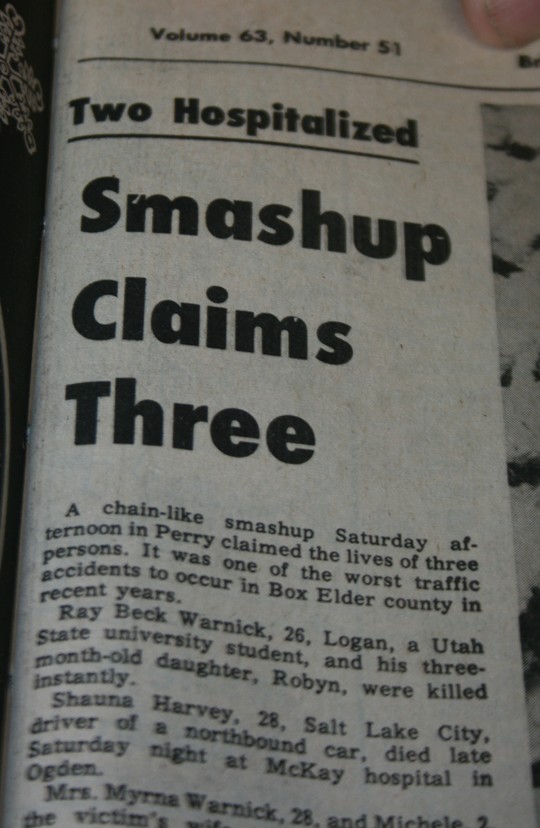 Volume 63, Number 51
Two Hospitalized
Smashup
Claims
Three
A chain-like smashup Saturday af-
ternoon in Perry claimed the lives of three
persons. It was one of the worst traffic
accidents to occur in Box Elder county in
recent years.
Ray Beck Warnick, 26, Logan, a Utah
State university student, and his three-
month-old daughter, Robyn, were killed
instantly.
Shauna Harvey, 28, Salt Lake City,
driver of a northbound car, died late
Saturday night at McKay hospital in
Ogden.
Mrs. Myrna Warnick, 28, and Michele, 2,
the victim's